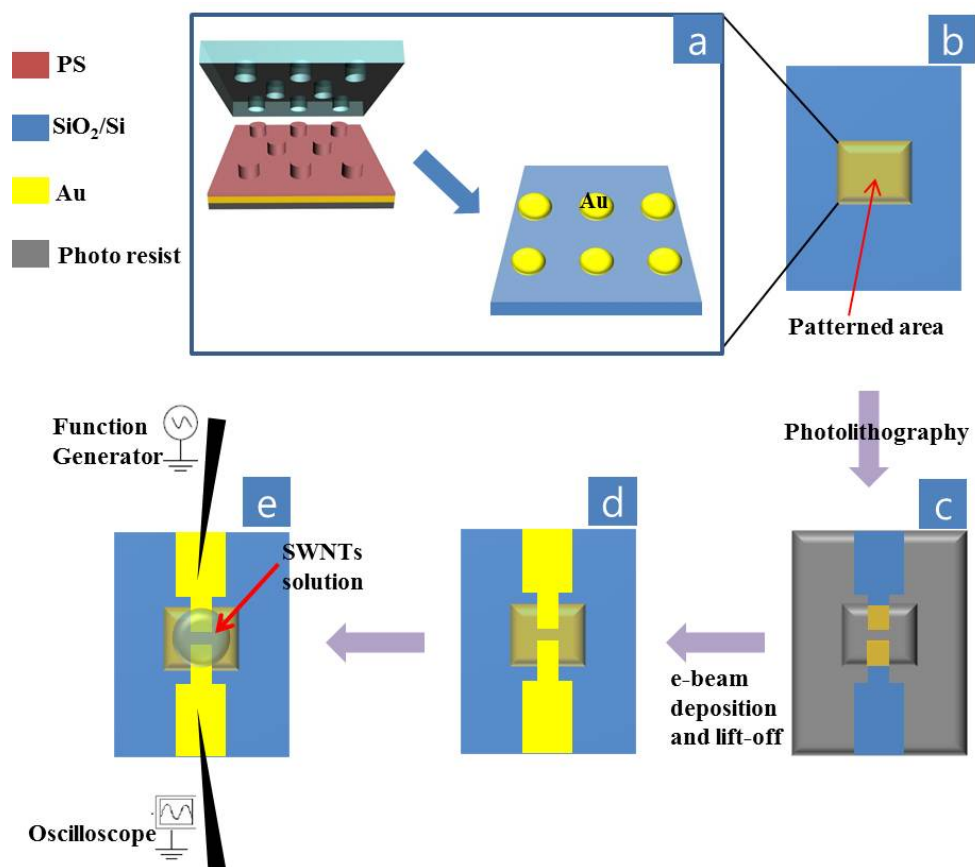 PS
SiO₂/Si
Au
Photo resist
a
Au
b
Patterned area
Photolithography
c
e-beam
deposition
and lift-off
d
e
Function
Generator
SWNTs
solution
Oscilloscope